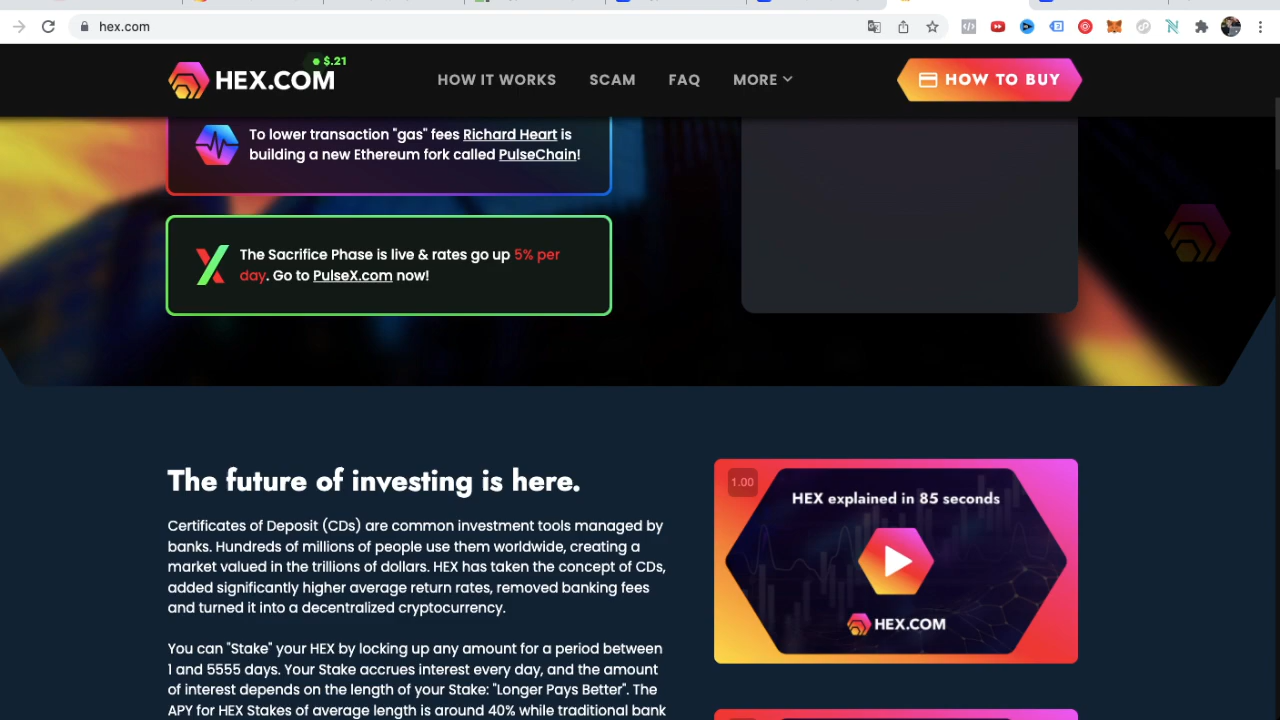 hex.com
$.21
HEX.COM
HOW IT WORKS
SCAM
FAQ
MORE
HOW TO BUY
To lower transaction "gas" fees Richard Heart is
building a new Ethereum fork called PulseChain!
The Sacrifice Phase is live & rates go up 5% per
day. Go to PulseX.com now!
The future of investing is here.
Certificates of Deposit (CDs) are common investment tools managed by
banks. Hundreds of millions of people use them worldwide, creating a
market valued in the trillions of dollars. HEX has taken the concept of CDs,
added significantly higher average return rates, removed banking fees
and turned it into a decentralized cryptocurrency.
You can "Stake" your HEX by locking up any amount for a period between
1 and 5555 days. Your Stake accrues interest every day, and the amount
of interest depends on the length of your Stake: "Longer Pays Better". The
APY for HEX Stakes of average length is around 40% while traditional bank
1.00
HEX explained in 85 seconds
HEX.COM